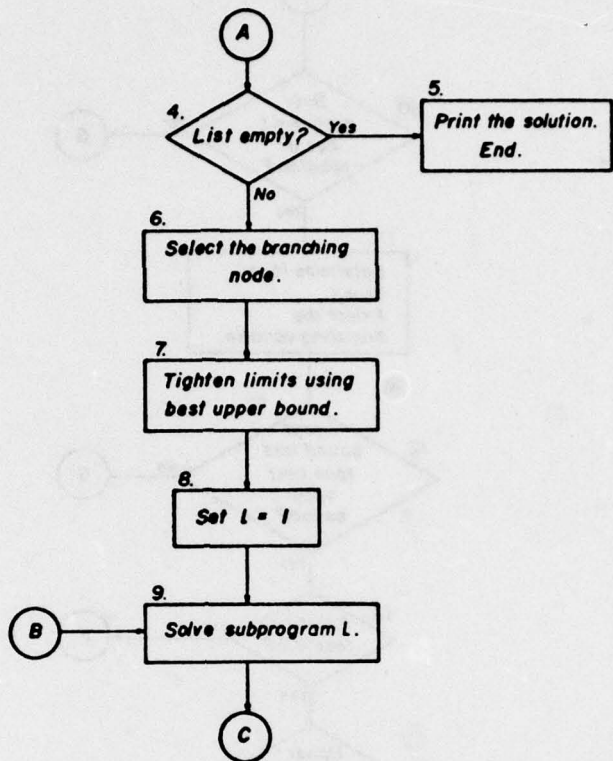 A
4.
List empty?
Yes
5.
Print the solution.
End.
No
6.
Select the branching
node.
7.
Tighten limits using
best upper bound.
8.
Set l = 1
9.
B
Solve subprogram L.
C